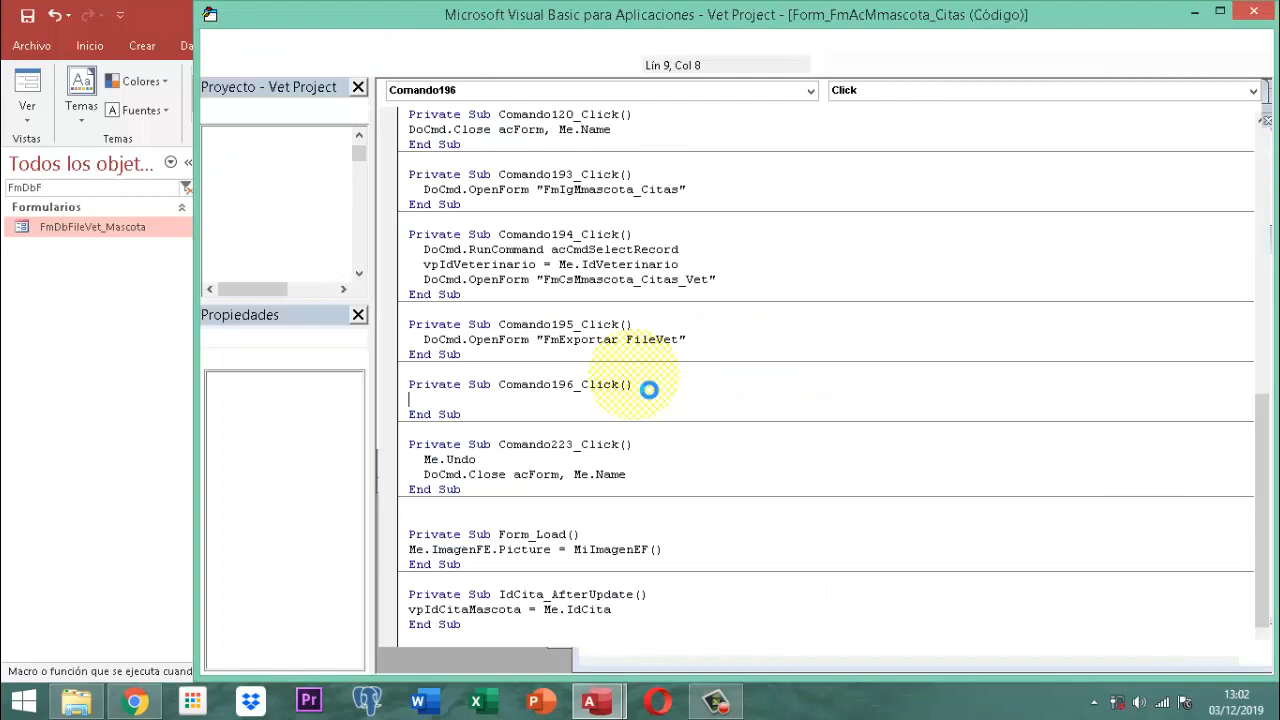 Microsoft Visual Basic para Aplicaciones - Vet Project - [Form_FmAcMmascota_Citas (Código)]
Archivo
Inicio
Crear
Da
Ver
Temas
Colores
Fuentes
Vistas
Temas
Lín 9, Col 8
Proyecto - Vet Project
Comando196
Click
Todos los objet...
FmDbF
Formularios
FmDbFileVet_Mascota
Propiedades
Private Sub Comando120_Click()
DoCmd.Close acForm, Me.Name
End Sub
Private Sub Comando193_Click()
DoCmd.OpenForm "FmIgMmascota_Citas"
End Sub
Private Sub Comando194_Click()
DoCmd.RunCommand acCmdSelectRecord
vpIdVeterinario = Me.IdVeterinario
DoCmd.OpenForm "FmCsMmascota_Citas_Vet"
End Sub
Private Sub Comando195_Click()
DoCmd.OpenForm "FmExportar FileVet"
End Sub
Private Sub Comando196_Click()
End Sub
Private Sub Comando223_Click()
Me.Undo
DoCmd.Close acForm, Me.Name
End Sub
Private Sub Form_Load()
Me.ImagenFE.Picture = MiImagenEF()
End Sub
Private Sub IdCita_AfterUpdate()
vpIdCitaMascota = Me.IdCita
End Sub
Macro o función que se ejecuta cuand
Pr
13:02
03/12/2019